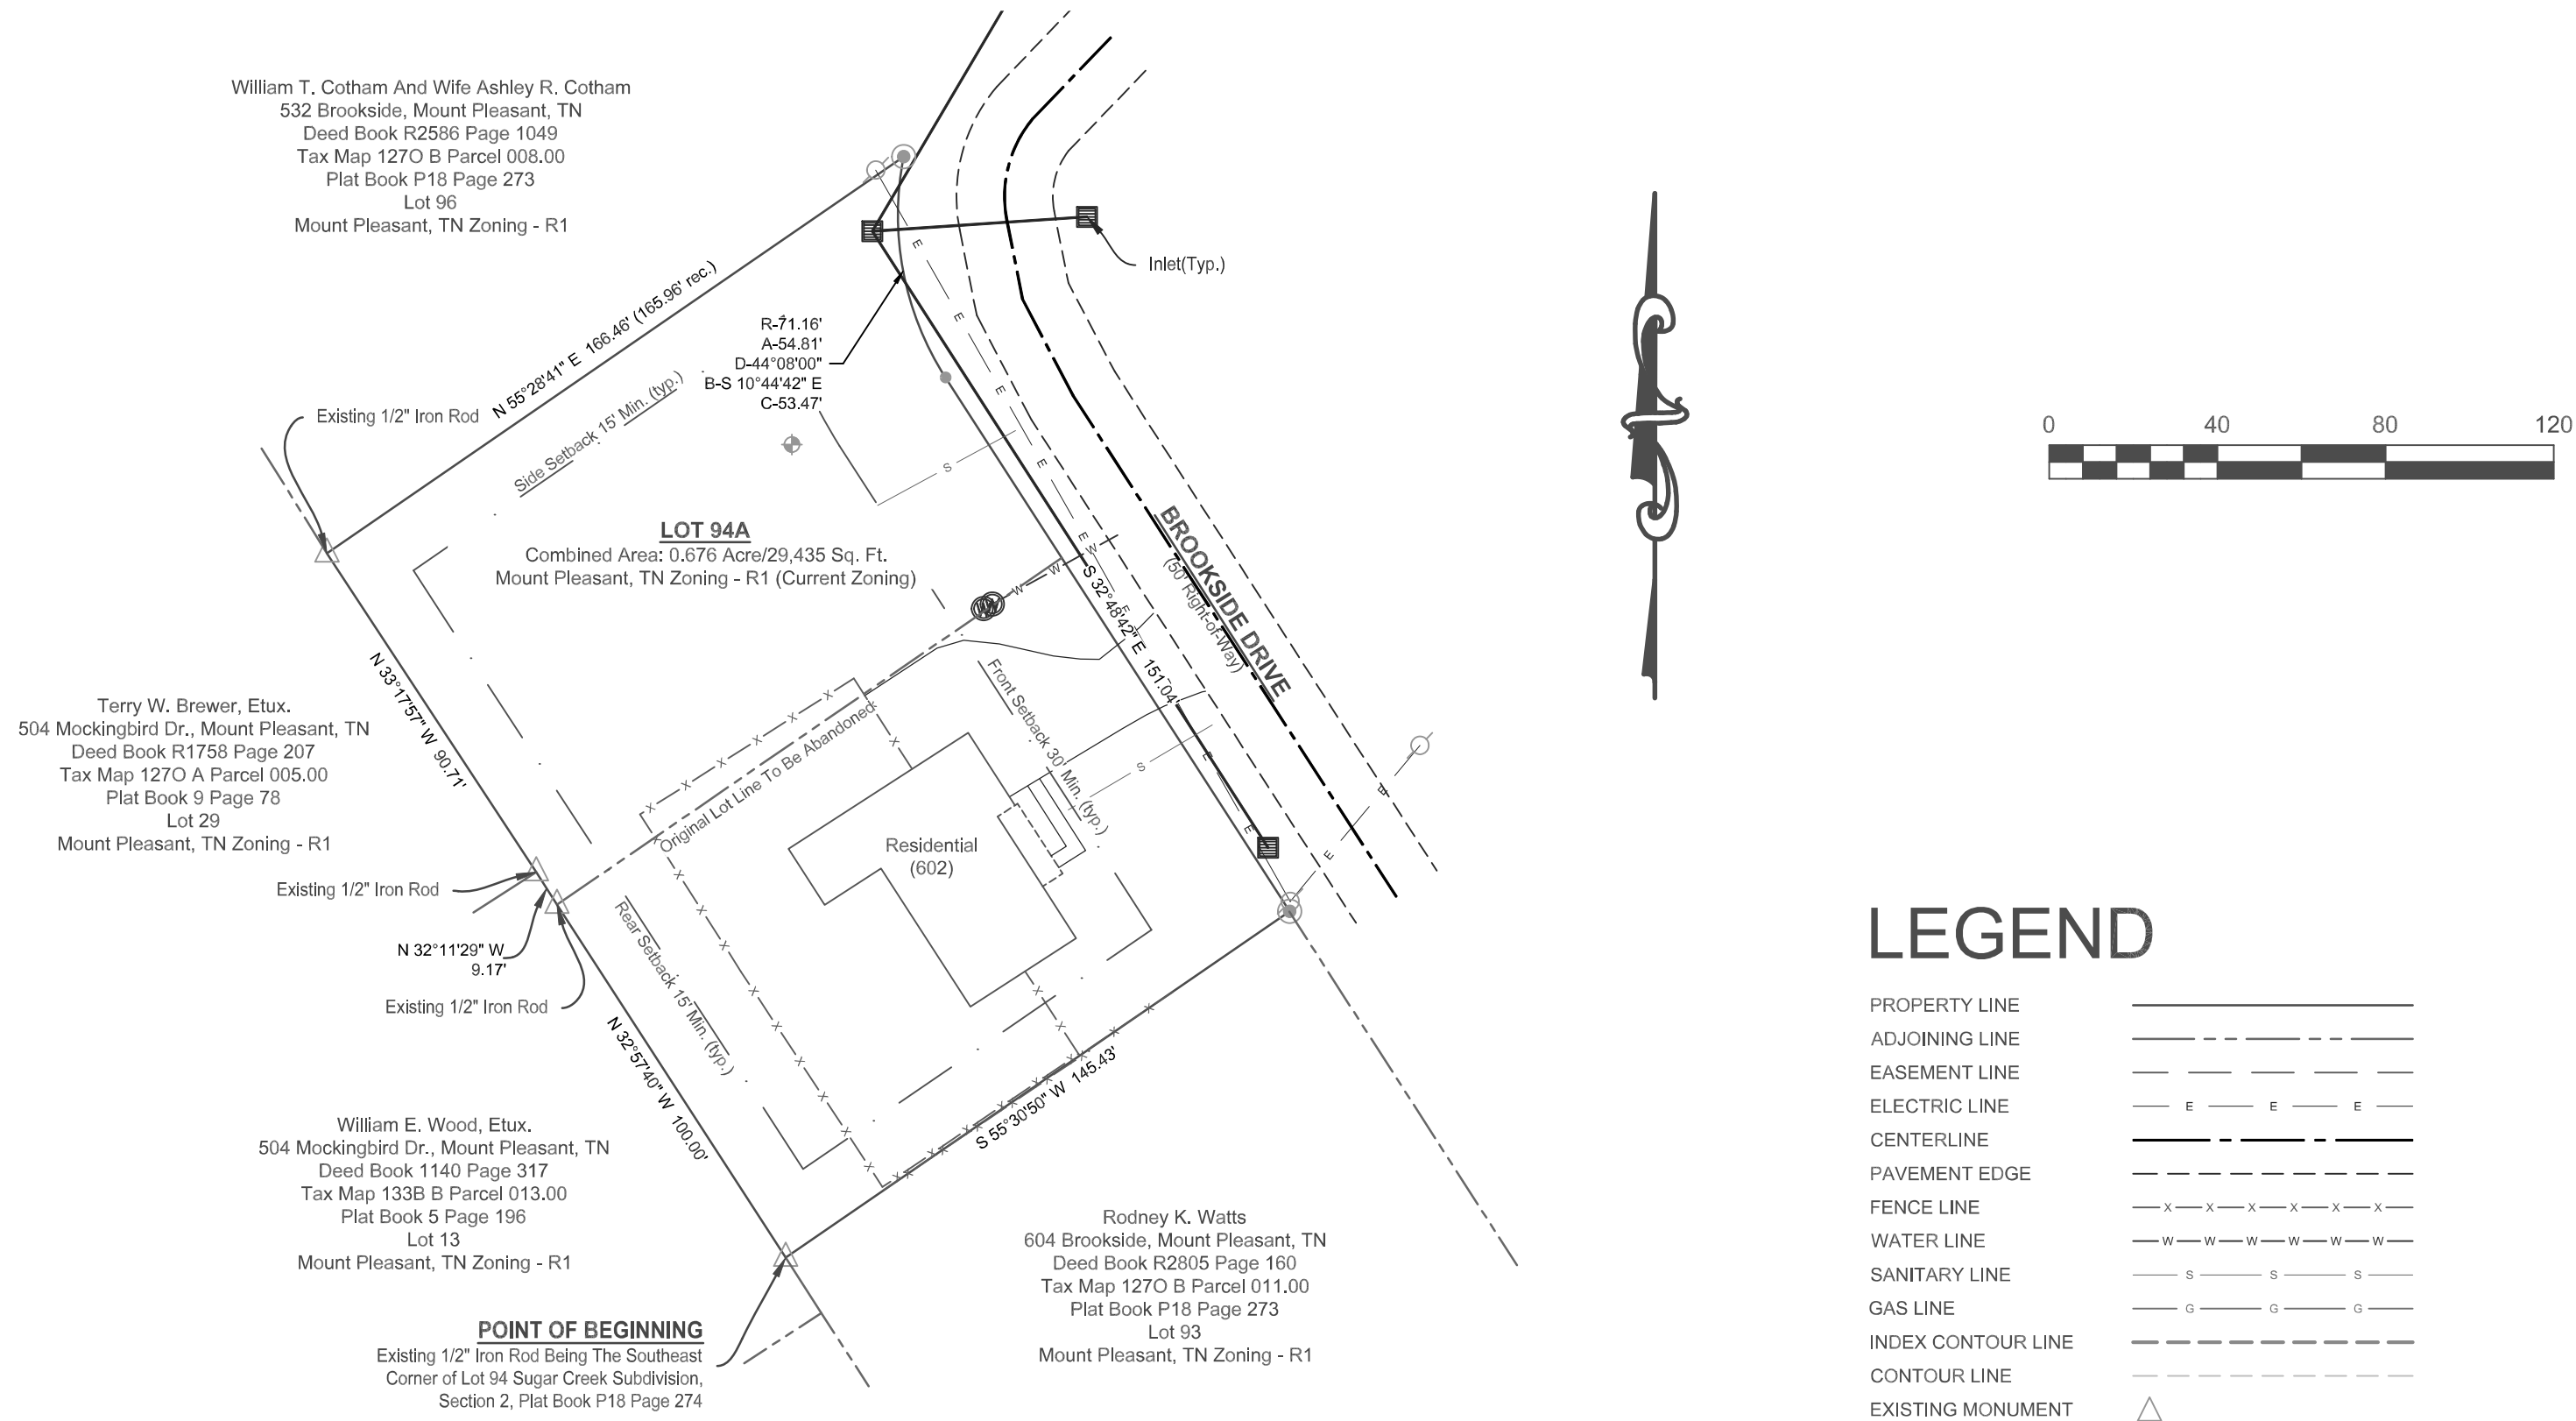 William T. Cotham And Wife Ashley R. Cotham
532 Brookside, Mount Pleasant, TN
Deed Book R2586 Page 1049
Tax Map 127O B Parcel 008.00
Plat Book P18 Page 273
Lot 96
Mount Pleasant, TN Zoning - R1
Inlet(Typ.)
N 55°28'41" E 166.46' (165.96' rec.)
R-71.16'
A-54.81'
D-44°08'00"
B-S 10°44'42" E
C-53.47'
Existing 1/2" Iron Rod
Side Setback 15' Min. (typ.)
LOT 94A
Combined Area: 0.676 Acre/29,435 Sq. Ft.
Mount Pleasant, TN Zoning - R1 (Current Zoning)
BROOKSIDE DRIVE
(50' Right-of-Way)
S 32°48'42" E 151.04'
N 33°17'57" W 90.71'
Front Setback 30' Min. (typ.)
Original Lot Line To Be Abandoned
Terry W. Brewer, Etux.
504 Mockingbird Dr., Mount Pleasant, TN
Deed Book R1758 Page 207
Tax Map 127O A Parcel 005.00
Plat Book 9 Page 78
Lot 29
Mount Pleasant, TN Zoning - R1
Residential
(602)
Existing 1/2" Iron Rod
N 32°11'29" W
9.17'
Existing 1/2" Iron Rod
Rear Setback 15' Min. (typ.)
N 32°57'40" W 100.00'
S 55°30'50" W 145.43'
William E. Wood, Etux.
504 Mockingbird Dr., Mount Pleasant, TN
Deed Book 1140 Page 317
Tax Map 133B B Parcel 013.00
Plat Book 5 Page 196
Lot 13
Mount Pleasant, TN Zoning - R1
Rodney K. Watts
604 Brookside, Mount Pleasant, TN
Deed Book R2805 Page 160
Tax Map 127O B Parcel 011.00
Plat Book P18 Page 273
Lot 93
Mount Pleasant, TN Zoning - R1
POINT OF BEGINNING
Existing 1/2" Iron Rod Being The Southeast
Corner of Lot 94 Sugar Creek Subdivision,
Section 2, Plat Book P18 Page 274
0 40 80 120
LEGEND
PROPERTY LINE
ADJOINING LINE
EASEMENT LINE
ELECTRIC LINE E E E
CENTERLINE
PAVEMENT EDGE
FENCE LINE X X X X X X
WATER LINE W W W W W W
SANITARY LINE S S S
GAS LINE G G G
INDEX CONTOUR LINE
CONTOUR LINE
EXISTING MONUMENT